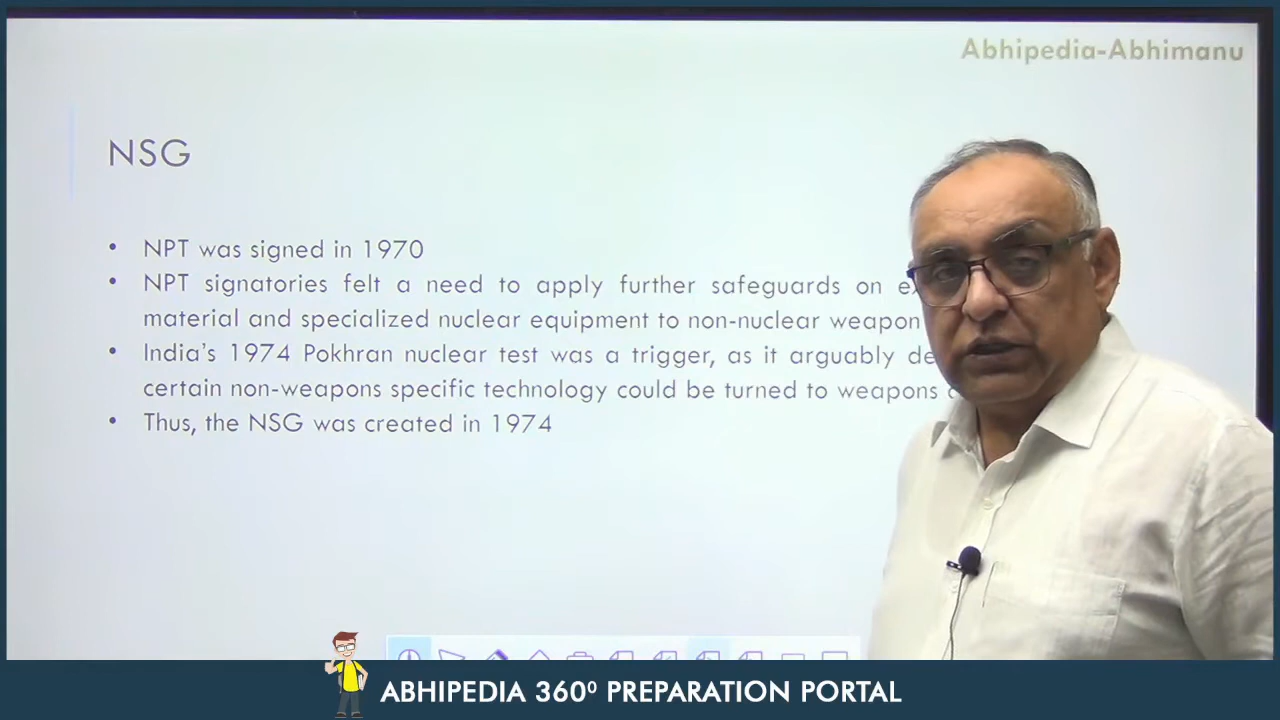 Abhipedia-Abhimanu
NSG
• NPT was signed in 1970
• NPT signatories felt a need to apply further safeguards on
material and specialized nuclear equipment to non-nuclear weapon
• India's 1974 Pokhran nuclear test was a trigger, as it arguably
certain non-weapons specific technology could be turned to weapons
• Thus, the NSG was created in 1974
ABHIPEDIA 360⁰ PREPARATION PORTAL